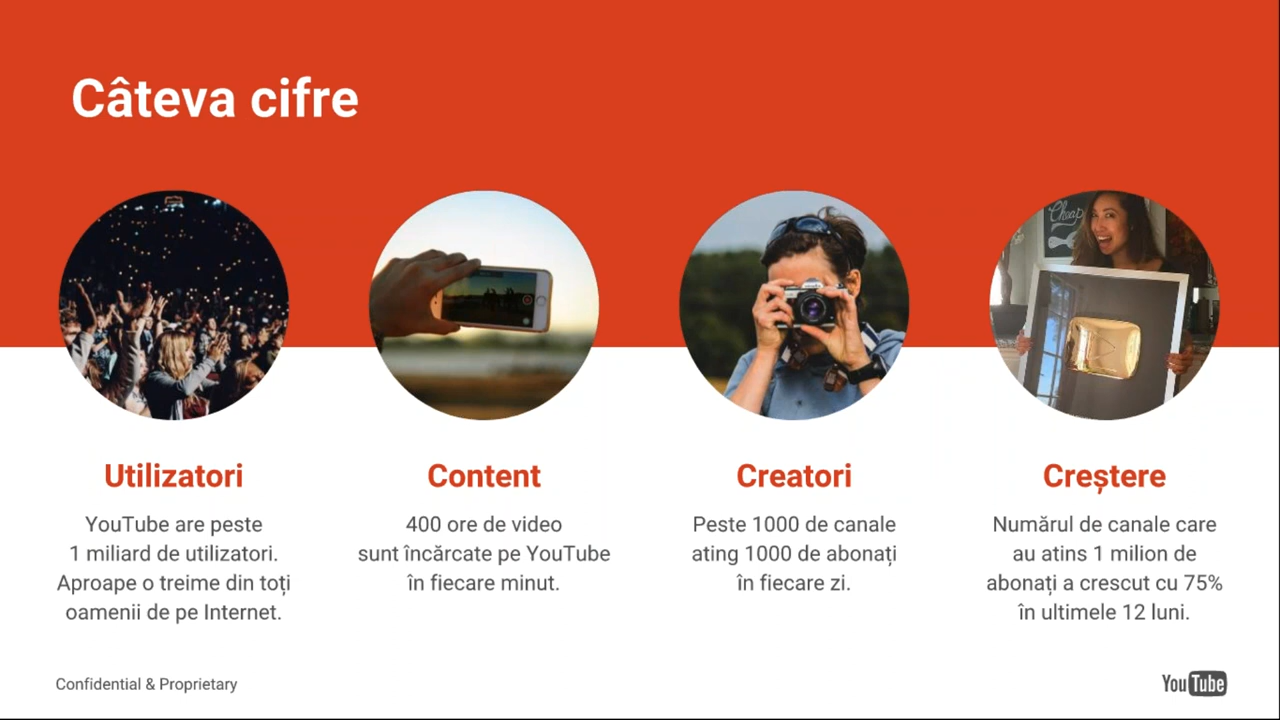 Câteva cifre
Cheap
Utilizatori
YouTube are peste
1 miliard de utilizatori.
Aproape o treime din toți
oamenii de pe Internet.
Content
400 ore de video
sunt încărcate pe YouTube
în fiecare minut.
Creatori
Peste 1000 de canale
ating 1000 de abonați
în fiecare zi.
Creștere
Numărul de canale care
au atins 1 milion de
abonați a crescut cu 75%
în ultimele 12 luni.
Confidential & Proprietary
YouTube